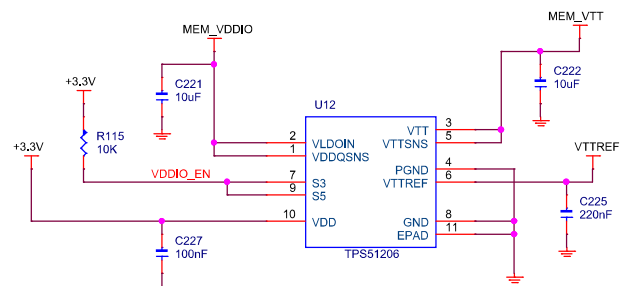 MEM_VDDIO
MEM_VTT
+3.3V
C221
10uF
C222
10uF
U12
R115
10K
+3.3V
2
VLDOIN
1
VDDQSNS
VTT
3
VTTSNS
5
VDDIO_EN
7
S3
9
S5
PGND
4
VTTREF
6
VTTREF
10
VDD
GND
8
EPAD
11
C225
220nF
C227
100nF
TPS51206